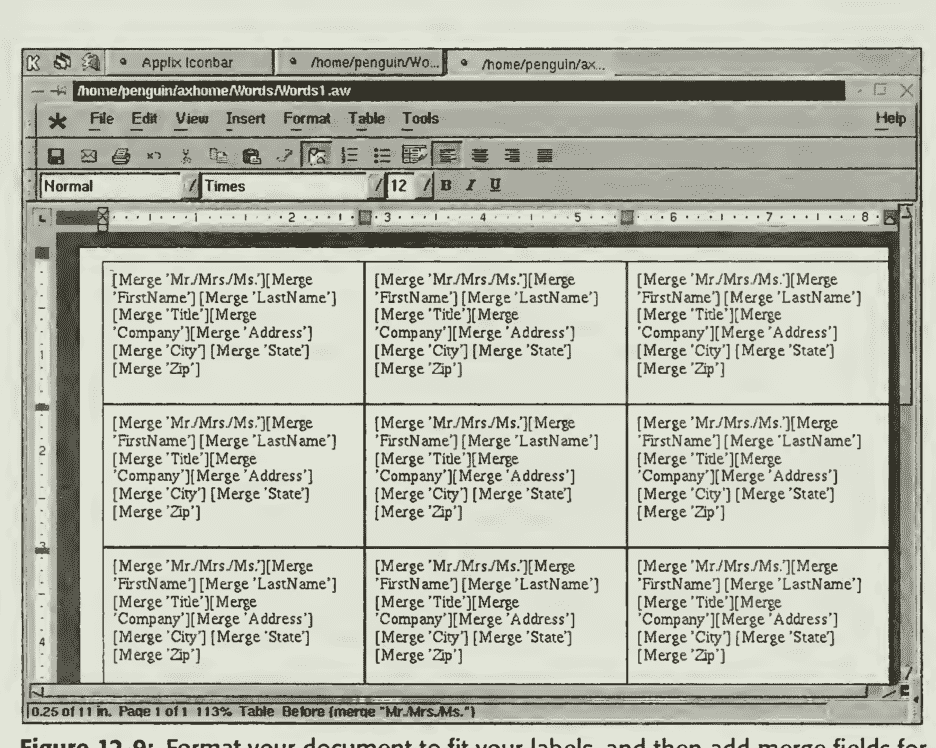 Applix Iconbar /home/penguin/Wo... /home/penguin/ax...
/home/penguin/axhome/Words/Words1.aw
File Edit View Insert Format Table Tools Help
Normal Times 12 B I U
2 3 4 5 6 7 8
[Merge 'Mr./Mrs./Ms.'][Merge
'FirstName'] [Merge 'LastName']
[Merge 'Title'][Merge
'Company'][Merge 'Address']
[Merge 'City'] [Merge 'State']
[Merge 'Zip']
[Merge 'Mr./Mrs./Ms.'][Merge
'FirstName'] [Merge 'LastName']
[Merge 'Title'][Merge
'Company'][Merge 'Address']
[Merge 'City'] [Merge 'State']
[Merge 'Zip']
[Merge 'Mr./Mrs./Ms.'][Merge
'FirstName'] [Merge 'LastName']
[Merge 'Title'][Merge
'Company'][Merge 'Address']
[Merge 'City'] [Merge 'State']
[Merge 'Zip']
1
[Merge 'Mr./Mrs./Ms.'][Merge
'FirstName'] [Merge 'LastName']
[Merge 'Title'][Merge
'Company'][Merge 'Address']
[Merge 'City'] [Merge 'State']
[Merge 'Zip']
[Merge 'Mr./Mrs./Ms.'][Merge
'FirstName'] [Merge 'LastName']
[Merge 'Title'][Merge
'Company'][Merge 'Address']
[Merge 'City'] [Merge 'State']
[Merge 'Zip']
[Merge 'Mr./Mrs./Ms.'][Merge
'FirstName'] [Merge 'LastName']
[Merge 'Title'][Merge
'Company'][Merge 'Address']
[Merge 'City'] [Merge 'State']
[Merge 'Zip']
2
3
[Merge 'Mr./Mrs./Ms.'][Merge
'FirstName'] [Merge 'LastName']
[Merge 'Title'][Merge
'Company'][Merge 'Address']
[Merge 'City'] [Merge 'State']
[Merge 'Zip']
[Merge 'Mr./Mrs./Ms.'][Merge
'FirstName'] [Merge 'LastName']
[Merge 'Title'][Merge
'Company'][Merge 'Address']
[Merge 'City'] [Merge 'State']
[Merge 'Zip']
[Merge 'Mr./Mrs./Ms.'][Merge
'FirstName'] [Merge 'LastName']
[Merge 'Title'][Merge
'Company'][Merge 'Address']
[Merge 'City'] [Merge 'State']
[Merge 'Zip']
4
0.25 of 11 in. Page 1 of 1 113% Table Before {merge "Mr./Mrs./Ms."}
Figure 12-9: Format your document to fit your labels, and then add merge fields for